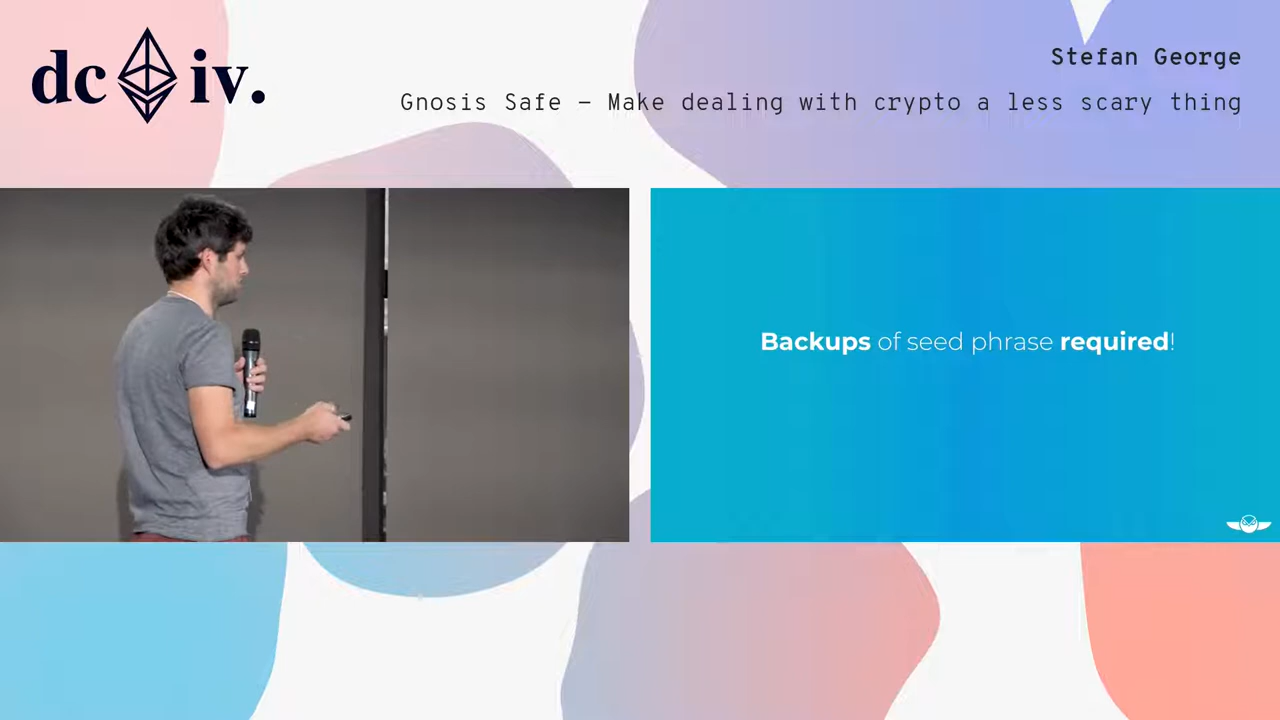 dc iv.
Stefan George
Gnosis Safe – Make dealing with crypto a less scary thing
Backups of seed phrase required!